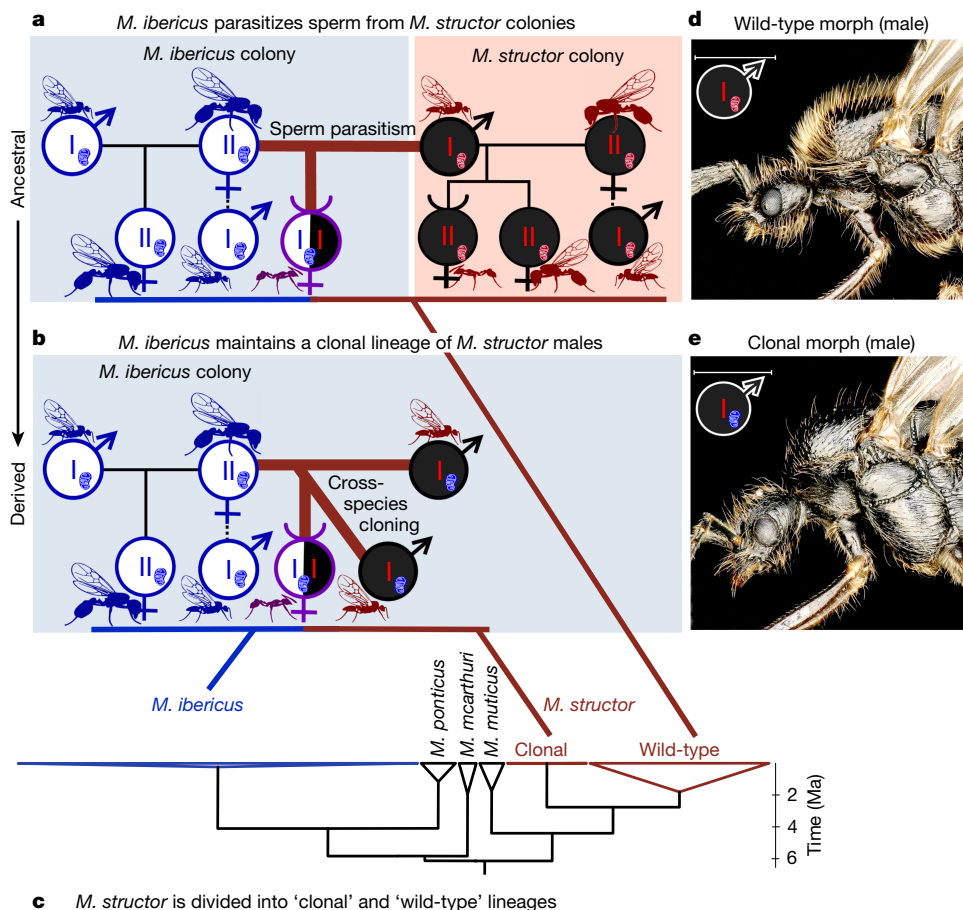 a M. ibericus parasitizes sperm from M. structor colonies
M. ibericus colony
M. structor colony
Ancestral
Derived
I
II
Sperm parasitism
I
II
II
I
I I
II
II
I
b M. ibericus maintains a clonal lineage of M. structor males
M. ibericus colony
I
II
I
Cross-
species
cloning
II
I
I I
I
d Wild-type morph (male)
I
e Clonal morph (male)
I
M. ibericus
M. ponticus
M. mcarthuri
M. muticus
M. structor
Clonal
Wild-type
2
4
6
Time (Ma)
c M. structor is divided into ‘clonal’ and ‘wild-type’ lineages